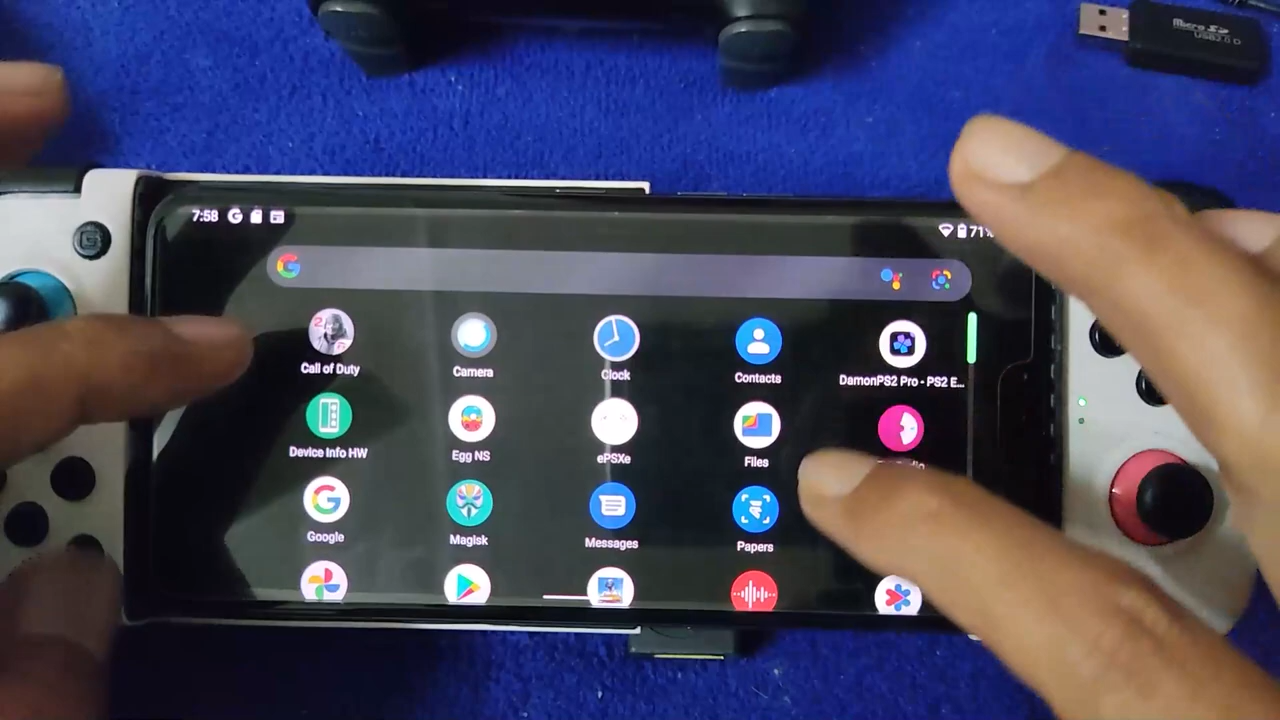 Micro SD
USB2.0
7:58
71%
Call of Duty
Camera
Clock
Contacts
DamonPS2 Pro - PS2 E...
Device Info HW
Egg NS
ePSXe
Files
Google
Magisk
Messages
Papers